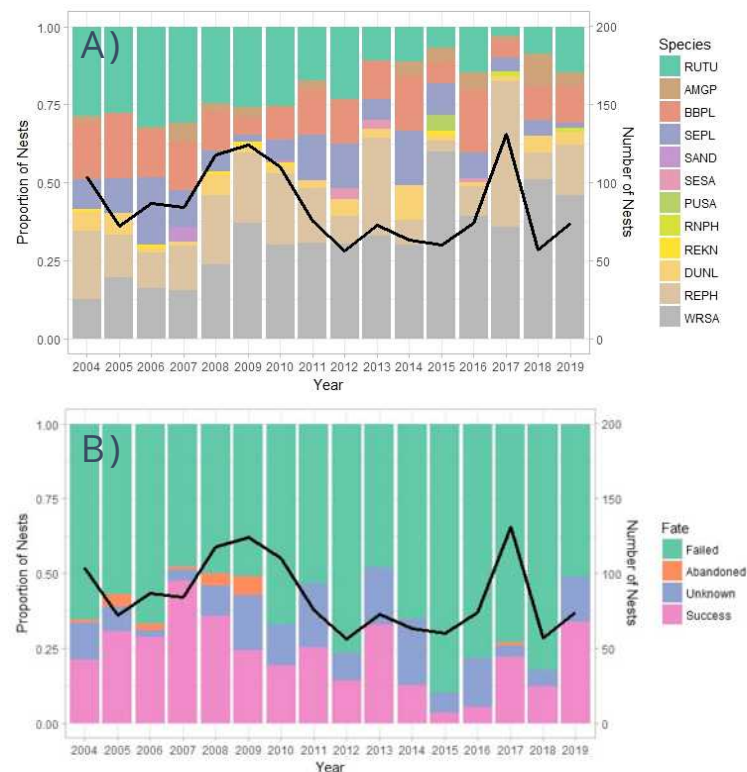 A)
1.00
0.75
0.50
0.25
0.00
Proportion of Nests
200
150
100
50
0
Number of Nests
2004 2005 2006 2007 2008 2009 2010 2011 2012 2013 2014 2015 2016 2017 2018 2019
Year
Species
RUTU
AMGP
BBPL
SEPL
SAND
SESA
PUSA
RNPH
REKN
DUNL
REPH
WRSA
B)
1.00
0.75
0.50
0.25
0.00
Proportion of Nests
200
150
100
50
0
Number of Nests
2004 2005 2006 2007 2008 2009 2010 2011 2012 2013 2014 2015 2016 2017 2018 2019
Year
Fate
Failed
Abandoned
Unknown
Success